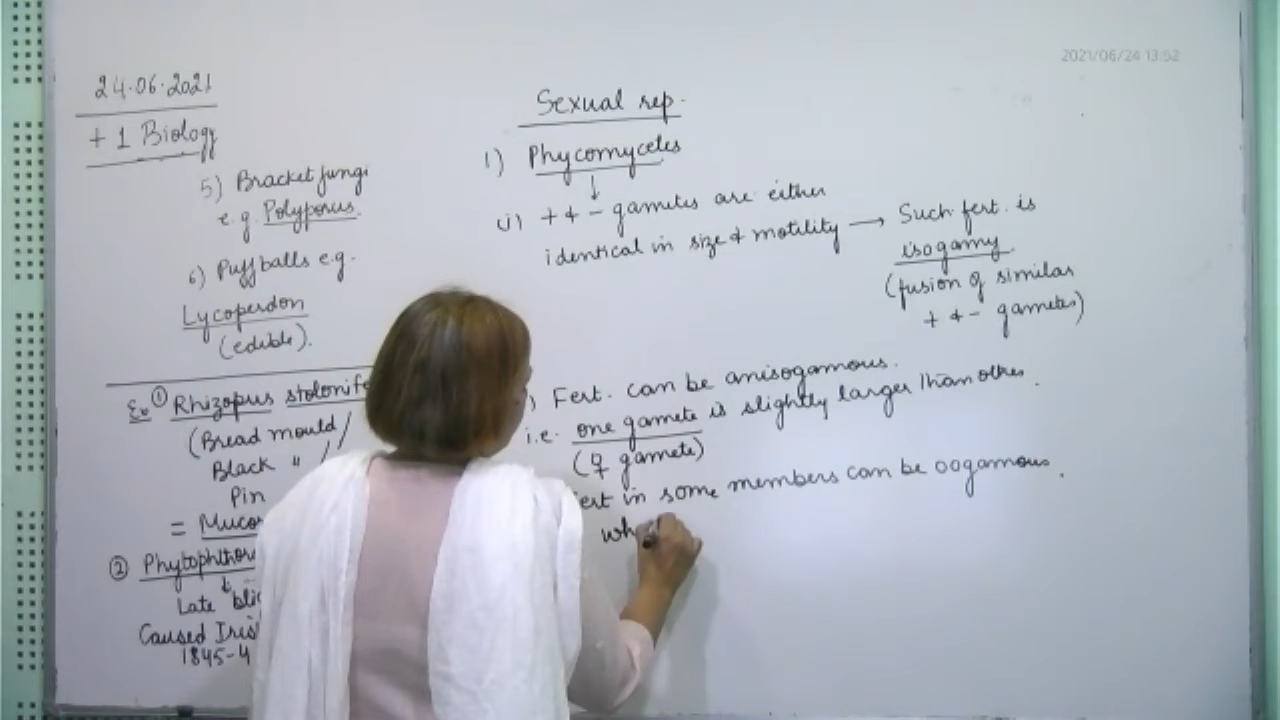 2021/06/24 13:52
24.06.2021
+ 1 Biology
5) Bracket fungi
e.g. Polyporus.
6) Puff balls e.g.
Lycoperdon
(edible).
Ex ① Rhizopus
(Bread mould /
Black " /
Pin
= Mucor
② Phytophthora
↓
Late
Caused
1845-4
Sexual rep.
1) Phycomycetes
↓
(i) + & - gametes are either
identical in size & motility → Such fert. is
isogamy
(fusion of similar
+ & - gametes)
) Fert. can be anisogamous.
i.e. one gamete is slightly larger than other.
(♀ gamete)
Fert in some members can be oogamous.